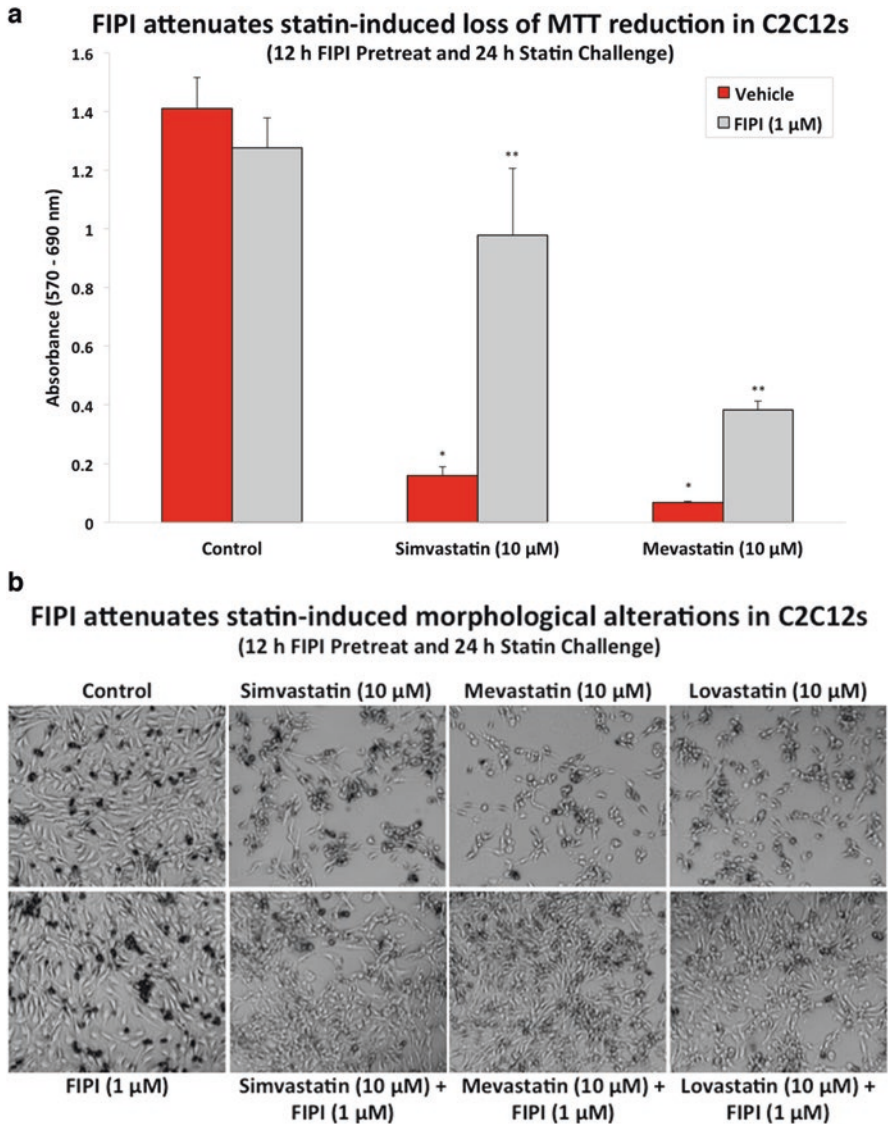 a
FIPI attenuates statin-induced loss of MTT reduction in C2C12s
(12 h FIPI Pretreat and 24 h Statin Challenge)
Absorbance (570 - 690 nm)
1.6
1.4
1.2
1
0.8
0.6
0.4
0.2
0
Vehicle
FIPI (1 µM)
*
**
*
**
Control
Simvastatin (10 µM)
Mevastatin (10 µM)
b
FIPI attenuates statin-induced morphological alterations in C2C12s
(12 h FIPI Pretreat and 24 h Statin Challenge)
Control
Simvastatin (10 µM)
Mevastatin (10 µM)
Lovastatin (10 µM)
FIPI (1 µM)
Simvastatin (10 µM) +
FIPI (1 µM)
Mevastatin (10 µM) +
FIPI (1 µM)
Lovastatin (10 µM) +
FIPI (1 µM)